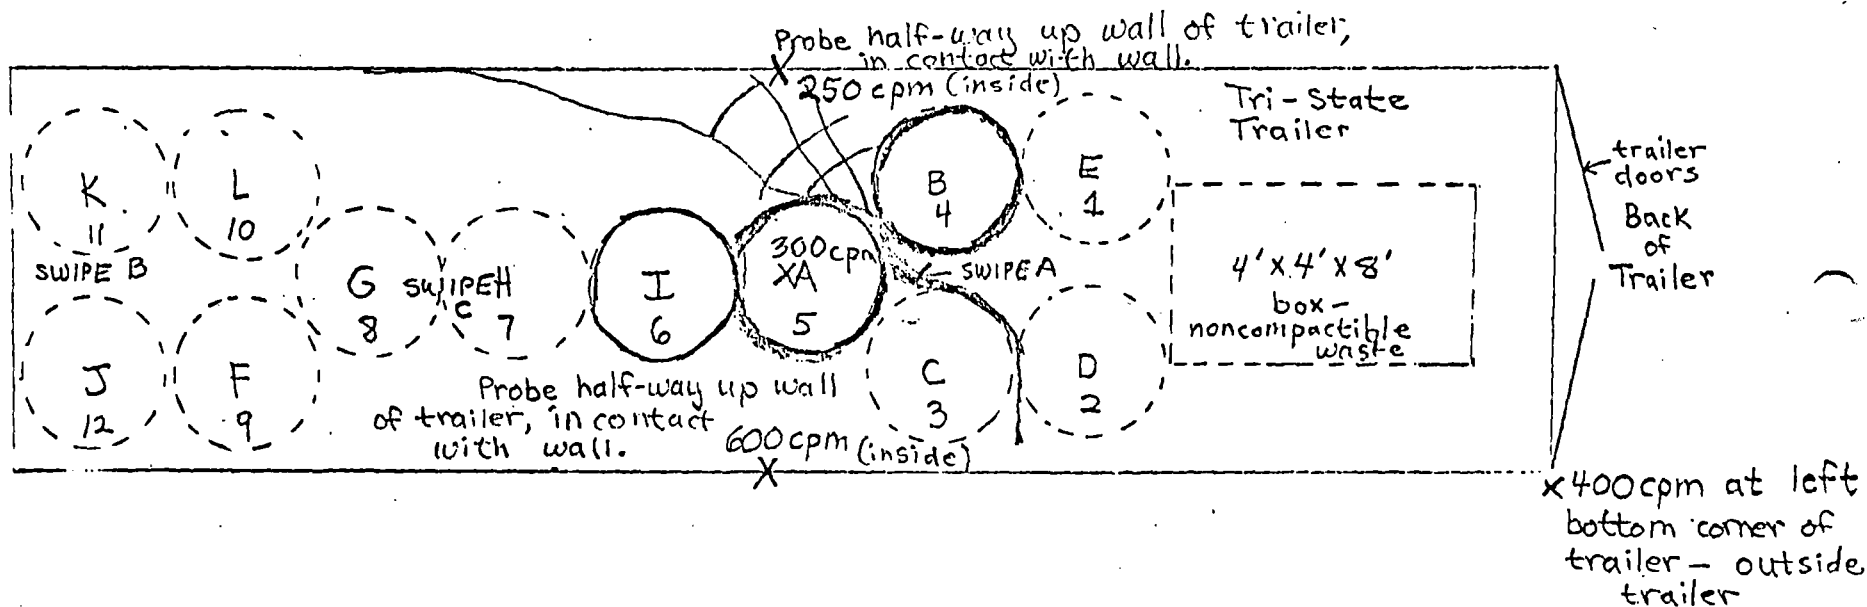 Probe half-way up wall of trailer,
in contact with wall.
X
250 cpm (inside)
Tri-State
Trailer
trailer
doors
Back
of
Trailer
K
11
L
10
SWIPE B
J
12
F
9
G
8
SWIPE
C
H
7
I
6
300cpm
XA
5
B
4
E
1
SWIPE A
C
3
D
2
4' X 4' X 8'
box-
noncompactible
waste
Probe half-way up wall
of trailer, in contact
with wall.
600cpm (inside)
X
X 400cpm at left
bottom corner of
trailer - outside
trailer